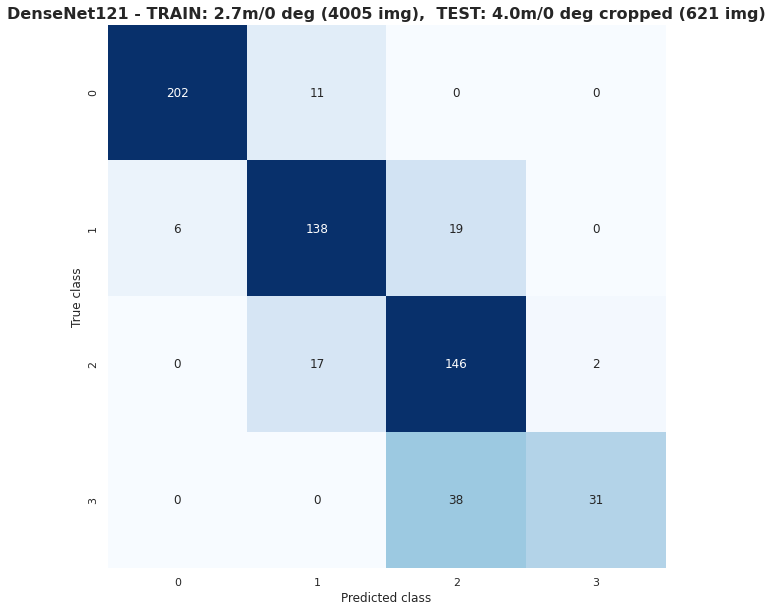 DenseNet121 - TRAIN: 2.7m/0 deg (4005 img),  TEST: 4.0m/0 deg cropped (621 img)
0 202 11 0 0
1 6 138 19 0
True class
2 0 17 146 2
3 0 0 38 31
0 1 2 3
Predicted class